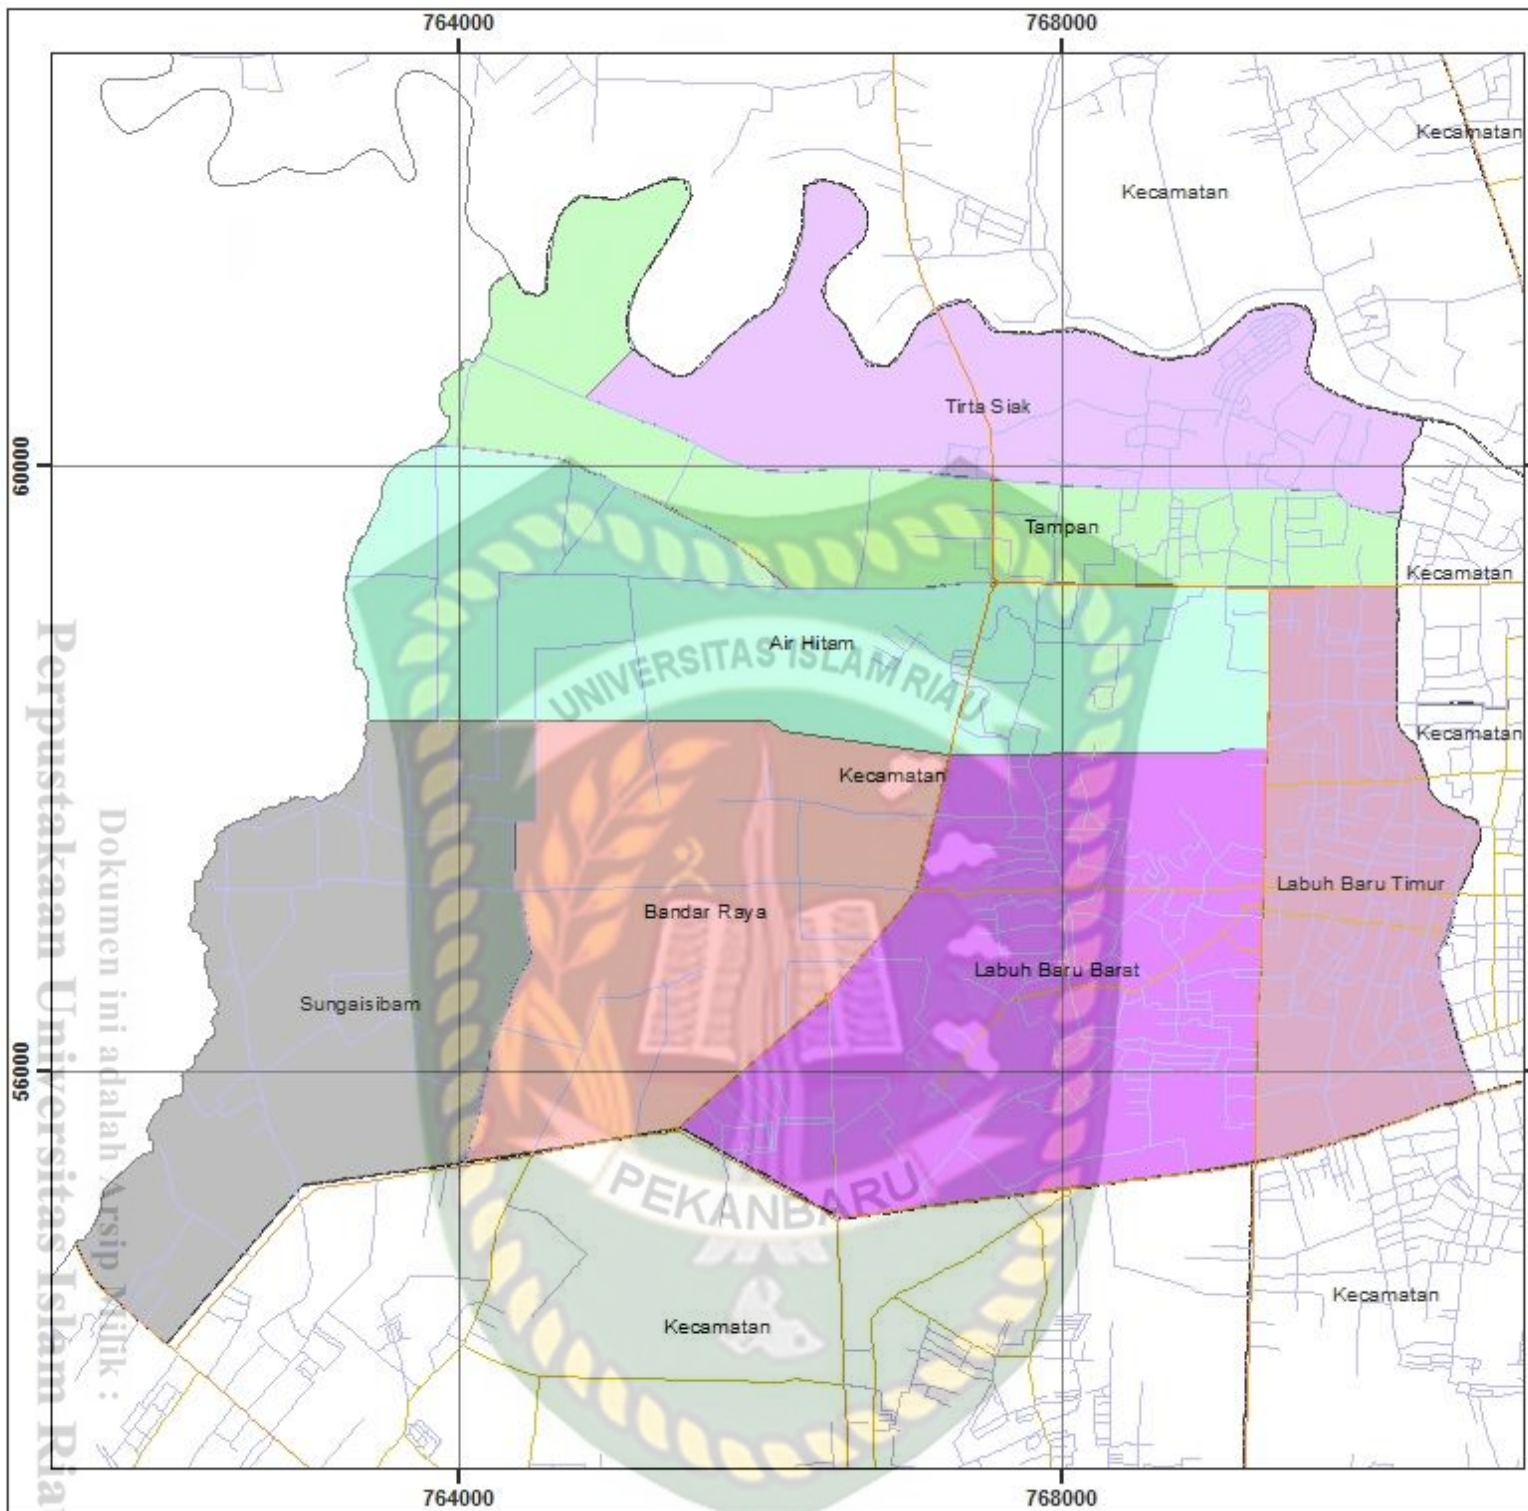 764000
768000
Kecamatan
Kecamatan
Tirta Siak
60000
Tampan
Kecamatan
Air Hitam
UNIVERSITAS ISLAM RIAU
Kecamatan
Kecamatan
Labuh Baru Timur
Bandar Raya
Labuh Baru Barat
Sungaisibam
56000
PEKANBARU
Kecamatan
Kecamatan
Perpustakaan Universitas Islam Ria
Dokumen ini adalah Arsip Milik :
764000
768000